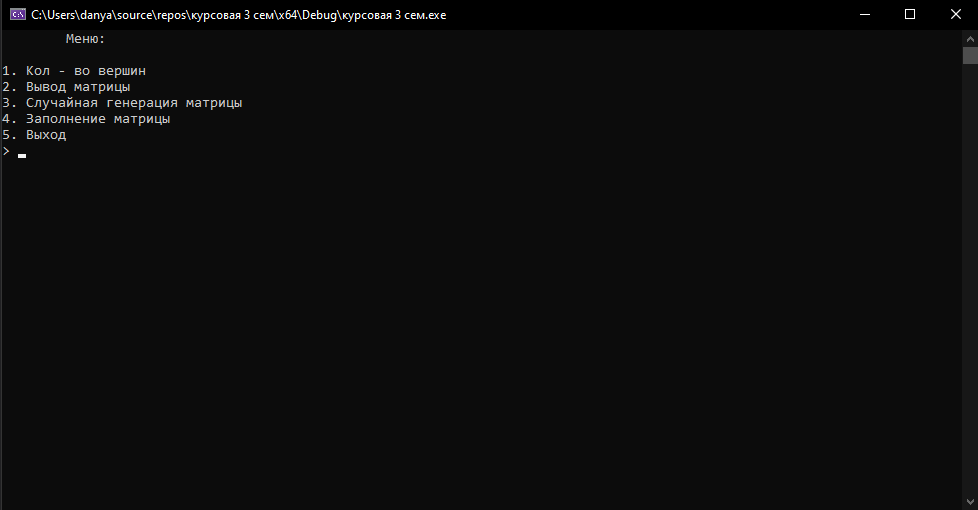 C:\Users\danya\source\repos\курсовая 3 сем\x64\Debug\курсовая 3 сем.exe
Меню:
1. Кол - во вершин
2. Вывод матрицы
3. Случайная генерация матрицы
4. Заполнение матрицы
5. Выход
>